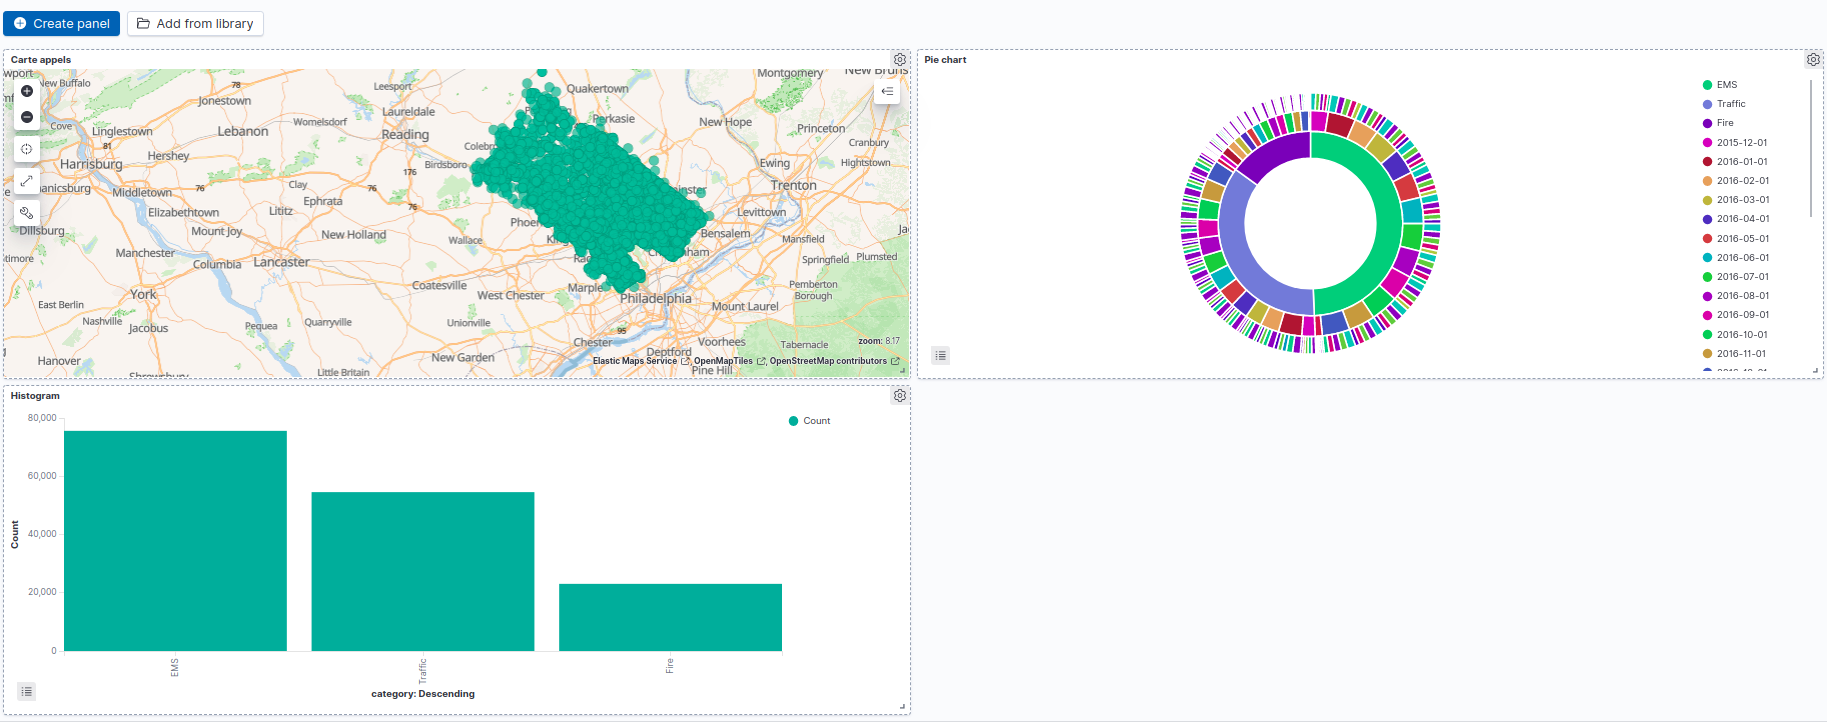 Create panel
Add from library
Carte appels
New Buffalo
78
Leesport
Quakertown
Montgomery
Jonestown
Laureldale
Cove
Linglestown
Lebanon
Womelsdorf
Reading
Perkasie
New Hope
Princeton
81
Cranbury
Harrisburg
Hershey
Birdsboro
176
Ewing
Hightstown
76
Middletown
Clay
76
Trenton
Ephrata
76
Elizabethtown
Lititz
Levittown
Dillsburg
Mount Joy
New Holland
Wallace
Bensalem
Mansfield
Manchester
Columbia
Lancaster
Springfield
Plumsted
Coatesville
West Chester
Marple
Philadelphia
Pemberton
Borough
York
Mount Laurel
East Berlin
Nashville
Jacobus
Pequea
Quarryville
Unionville
95
Chester
Voorhees
Tabernacle
zoom: 8.17
Hanover
New Garden
Deptford
Elastic Maps Service , OpenMapTiles , OpenStreetMap contributors
Little Britain
Pine Hill
Pie chart
EMS
Traffic
Fire
2015-12-01
2016-01-01
2016-02-01
2016-03-01
2016-04-01
2016-05-01
2016-06-01
2016-07-01
2016-08-01
2016-09-01
2016-10-01
2016-11-01
Histogram
80,000
60,000
40,000
20,000
0
Count
EMS
Traffic
Fire
category: Descending
Count